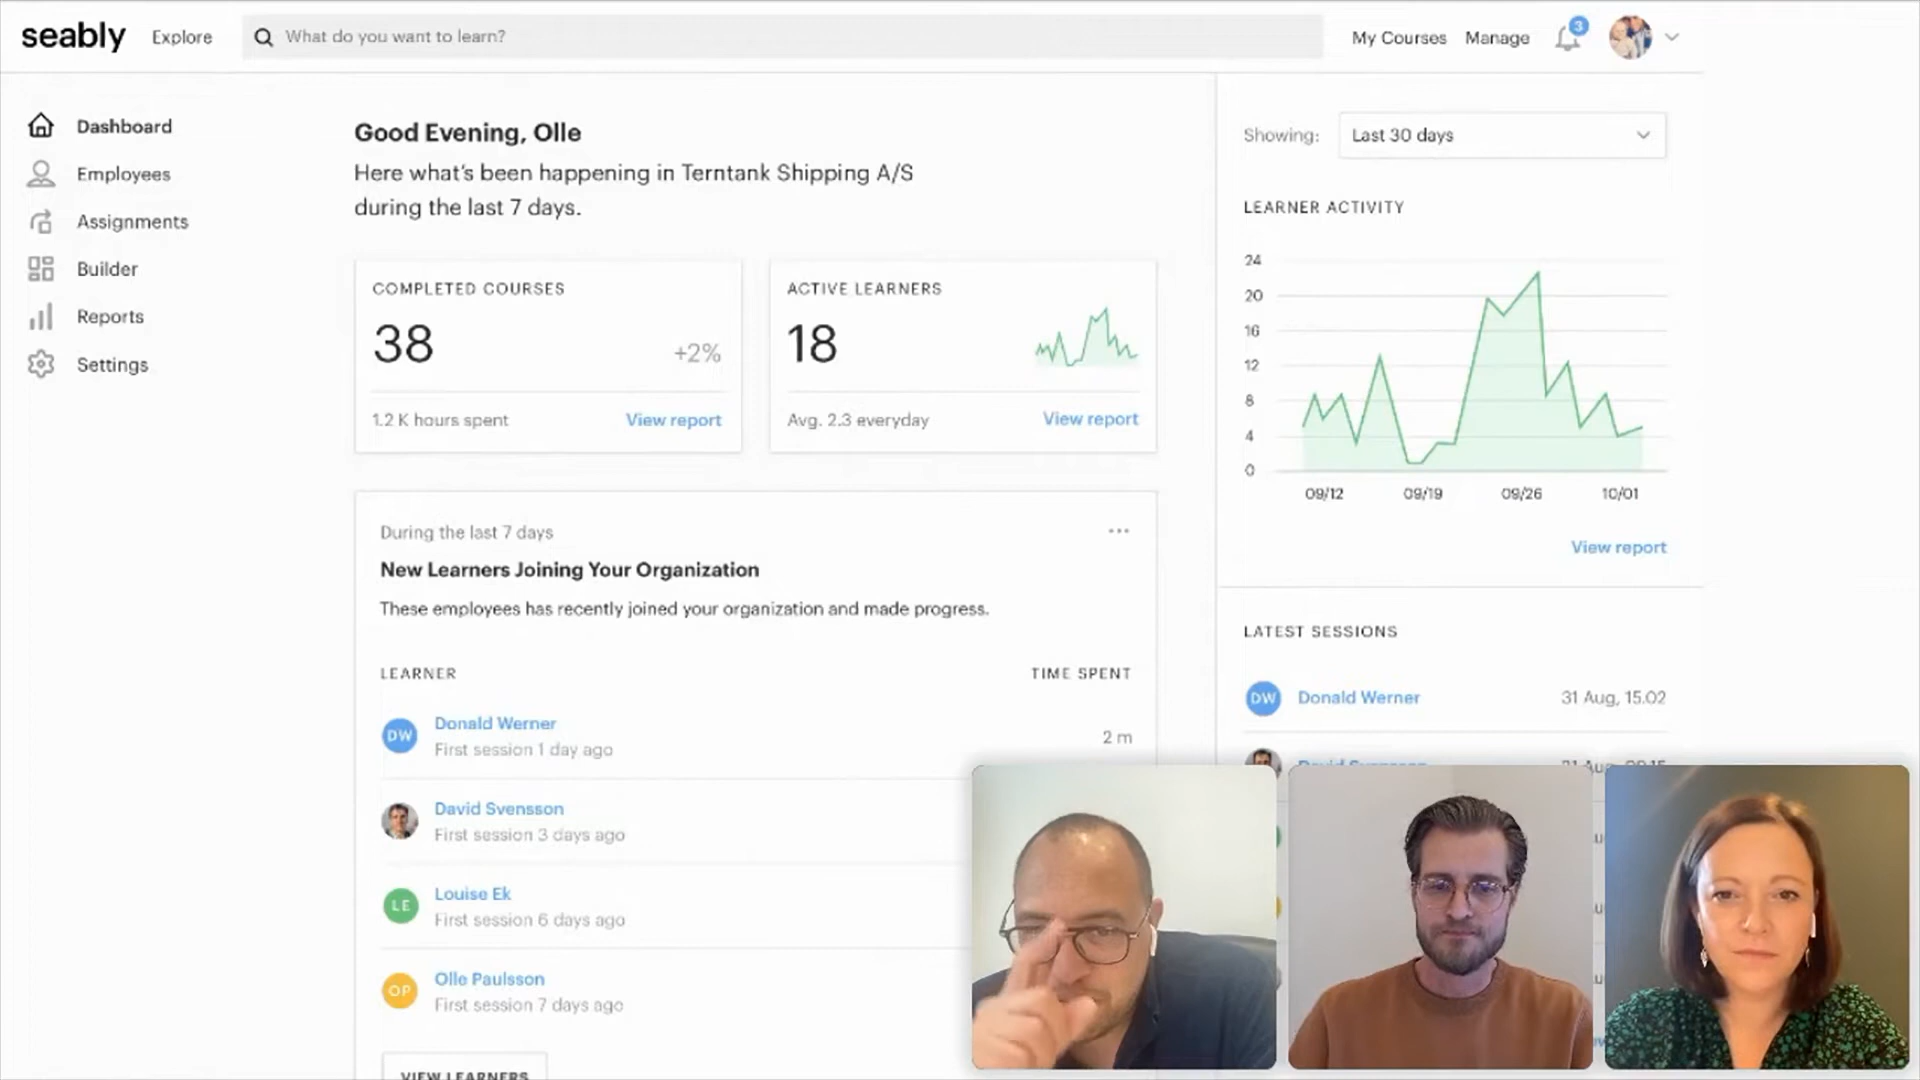 seably
Explore
What do you want to learn?
My Courses
Manage
3
Dashboard
Employees
Assignments
Builder
Reports
Settings
Good Evening, Olle
Here what's been happening in Terntank Shipping A/S
during the last 7 days.
COMPLETED COURSES
38
+2%
1.2 K hours spent
View report
ACTIVE LEARNERS
18
Avg. 2.3 everyday
View report
During the last 7 days
New Learners Joining Your Organization
These employees has recently joined your organization and made progress.
LEARNER
TIME SPENT
DW
Donald Werner
First session 1 day ago
2 m
David Svensson
First session 3 days ago
LE
Louise Ek
First session 6 days ago
OP
Olle Paulsson
First session 7 days ago
VIEW LEARNERS
Showing:
Last 30 days
LEARNER ACTIVITY
24
20
16
12
8
4
0
09/12
09/19
09/26
10/01
View report
LATEST SESSIONS
DW
Donald Werner
31 Aug, 15.02
David Svensson